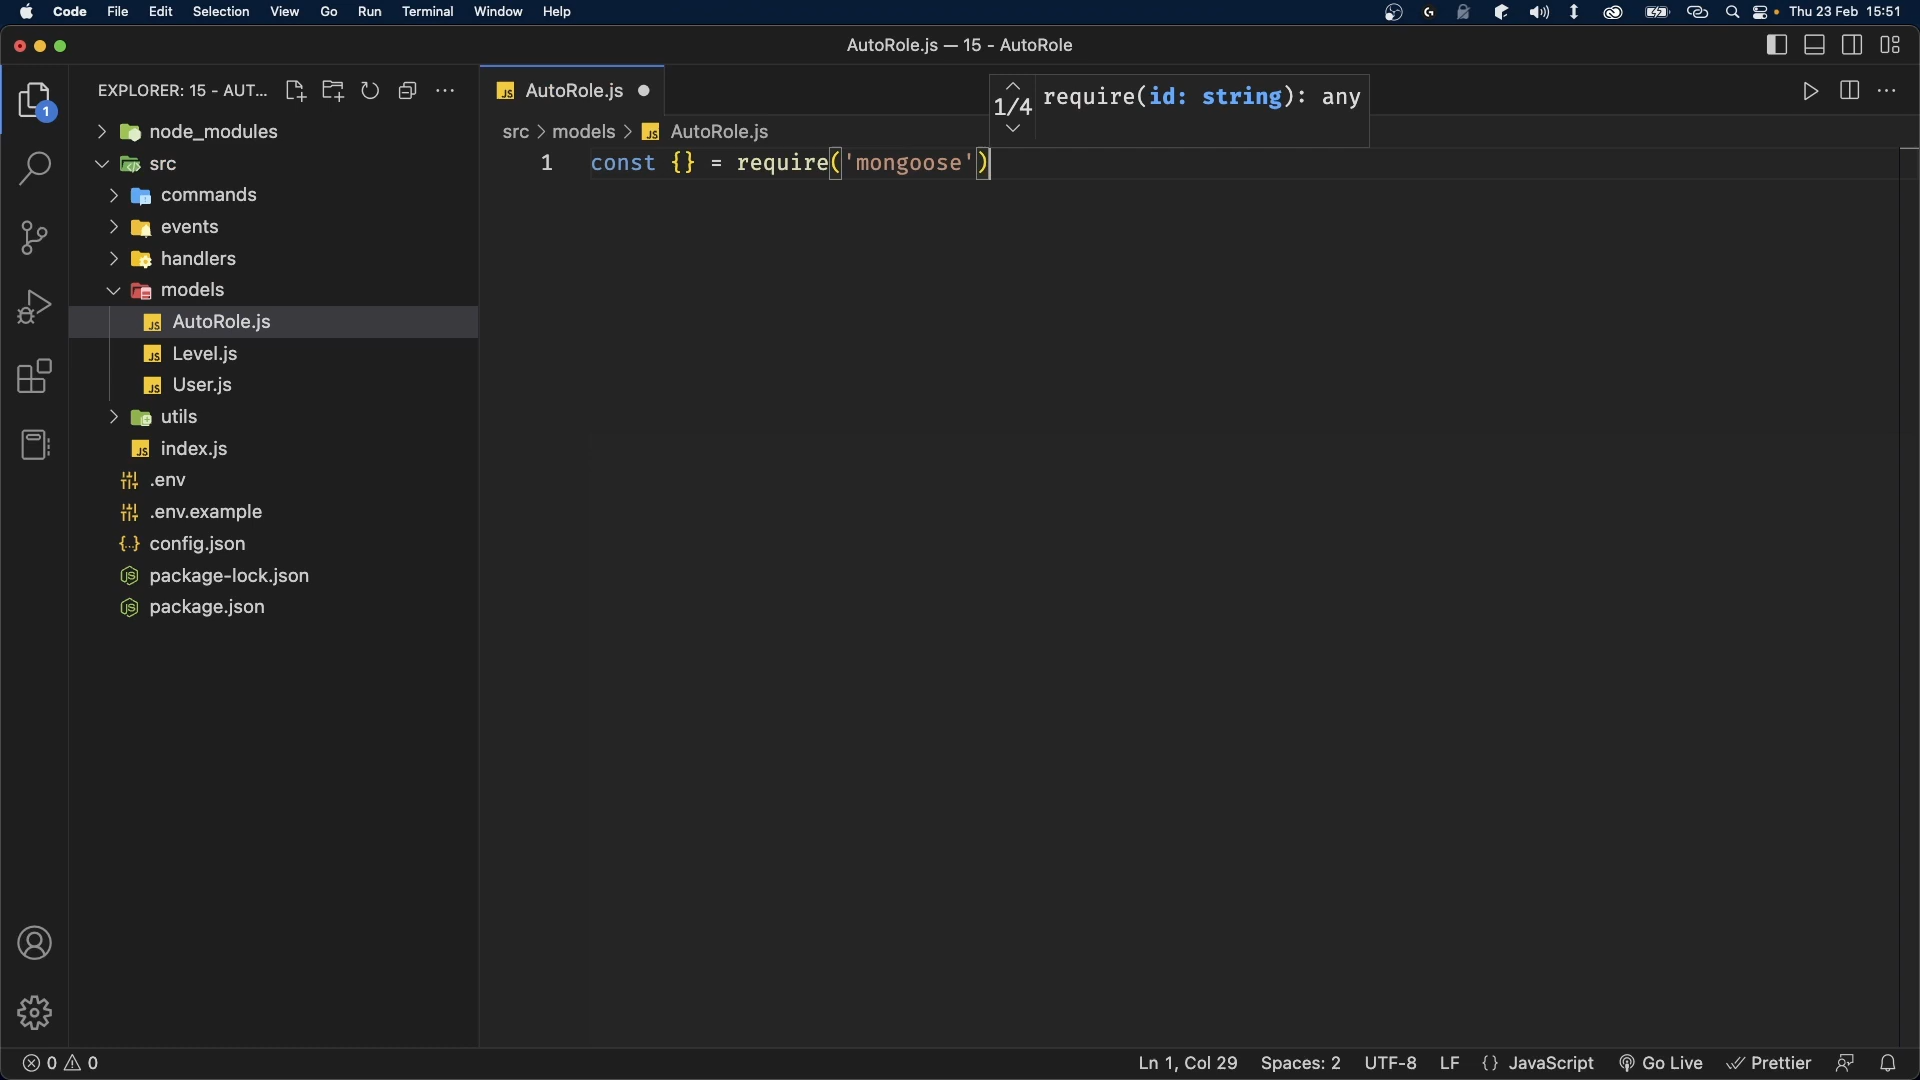 Code File Edit Selection View Go Run Terminal Window Help Thu 23 Feb 15:51
AutoRole.js — 15 - AutoRole
EXPLORER: 15 - AUT...
1
node_modules
src
commands
events
handlers
models
AutoRole.js
Level.js
User.js
utils
index.js
.env
.env.example
config.json
package-lock.json
package.json
AutoRole.js
src > models > AutoRole.js
1/4 require(id: string): any
1 const {} = require('mongoose')
0 0 Ln 1, Col 29 Spaces: 2 UTF-8 LF {} JavaScript Go Live Prettier